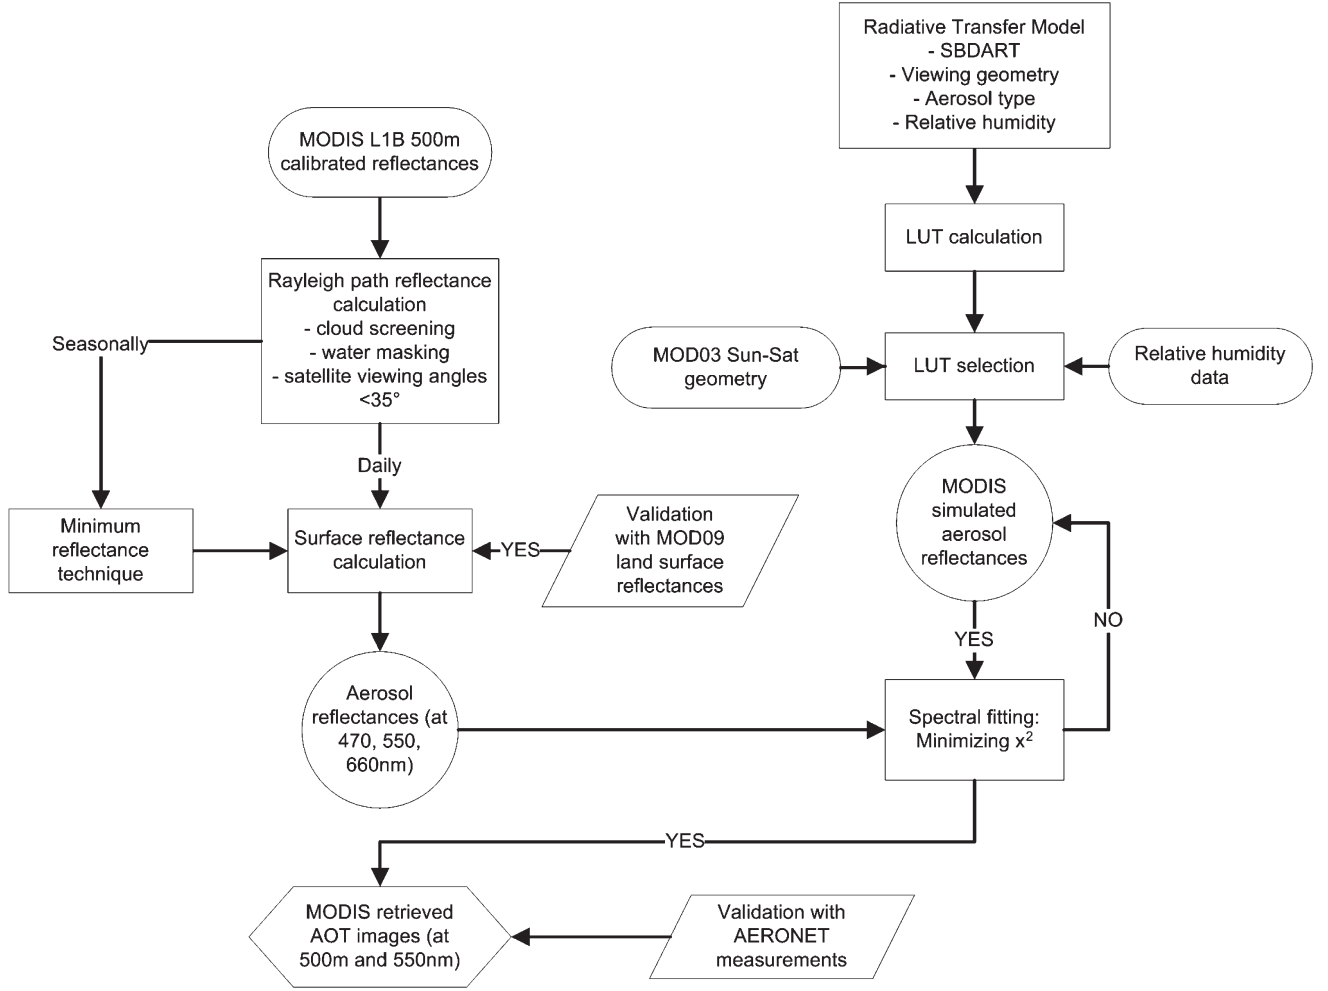 Radiative Transfer Model
- SBDART
- Viewing geometry
- Aerosol type
- Relative humidity
MODIS L1B 500m
calibrated reflectances
LUT calculation
Rayleigh path reflectance
calculation
- cloud screening
- water masking
- satellite viewing angles
<35°
Seasonally
MOD03 Sun-Sat
geometry
LUT selection
Relative humidity
data
Daily
MODIS
simulated
aerosol
reflectances
Minimum
reflectance
technique
Surface reflectance
calculation
YES
Validation
with MOD09
land surface
reflectances
NO
YES
Aerosol
reflectances (at
470, 550,
660nm)
Spectral fitting:
Minimizing x²
YES
MODIS retrieved
AOT images (at
500m and 550nm)
Validation with
AERONET
measurements